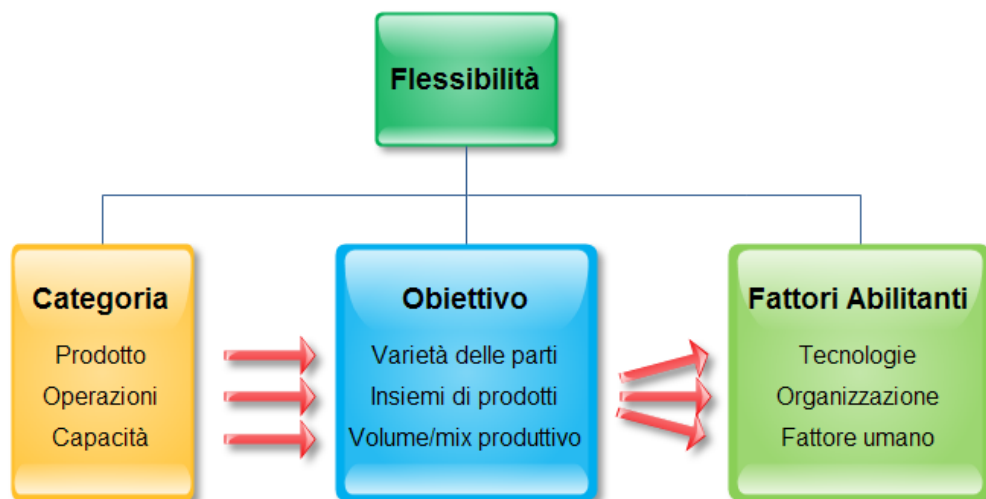 Flessibilità
Categoria
Prodotto
Operazioni
Capacità
Obiettivo
Varietà delle parti
Insiemi di prodotti
Volume/mix produttivo
Fattori Abilitanti
Tecnologie
Organizzazione
Fattore umano